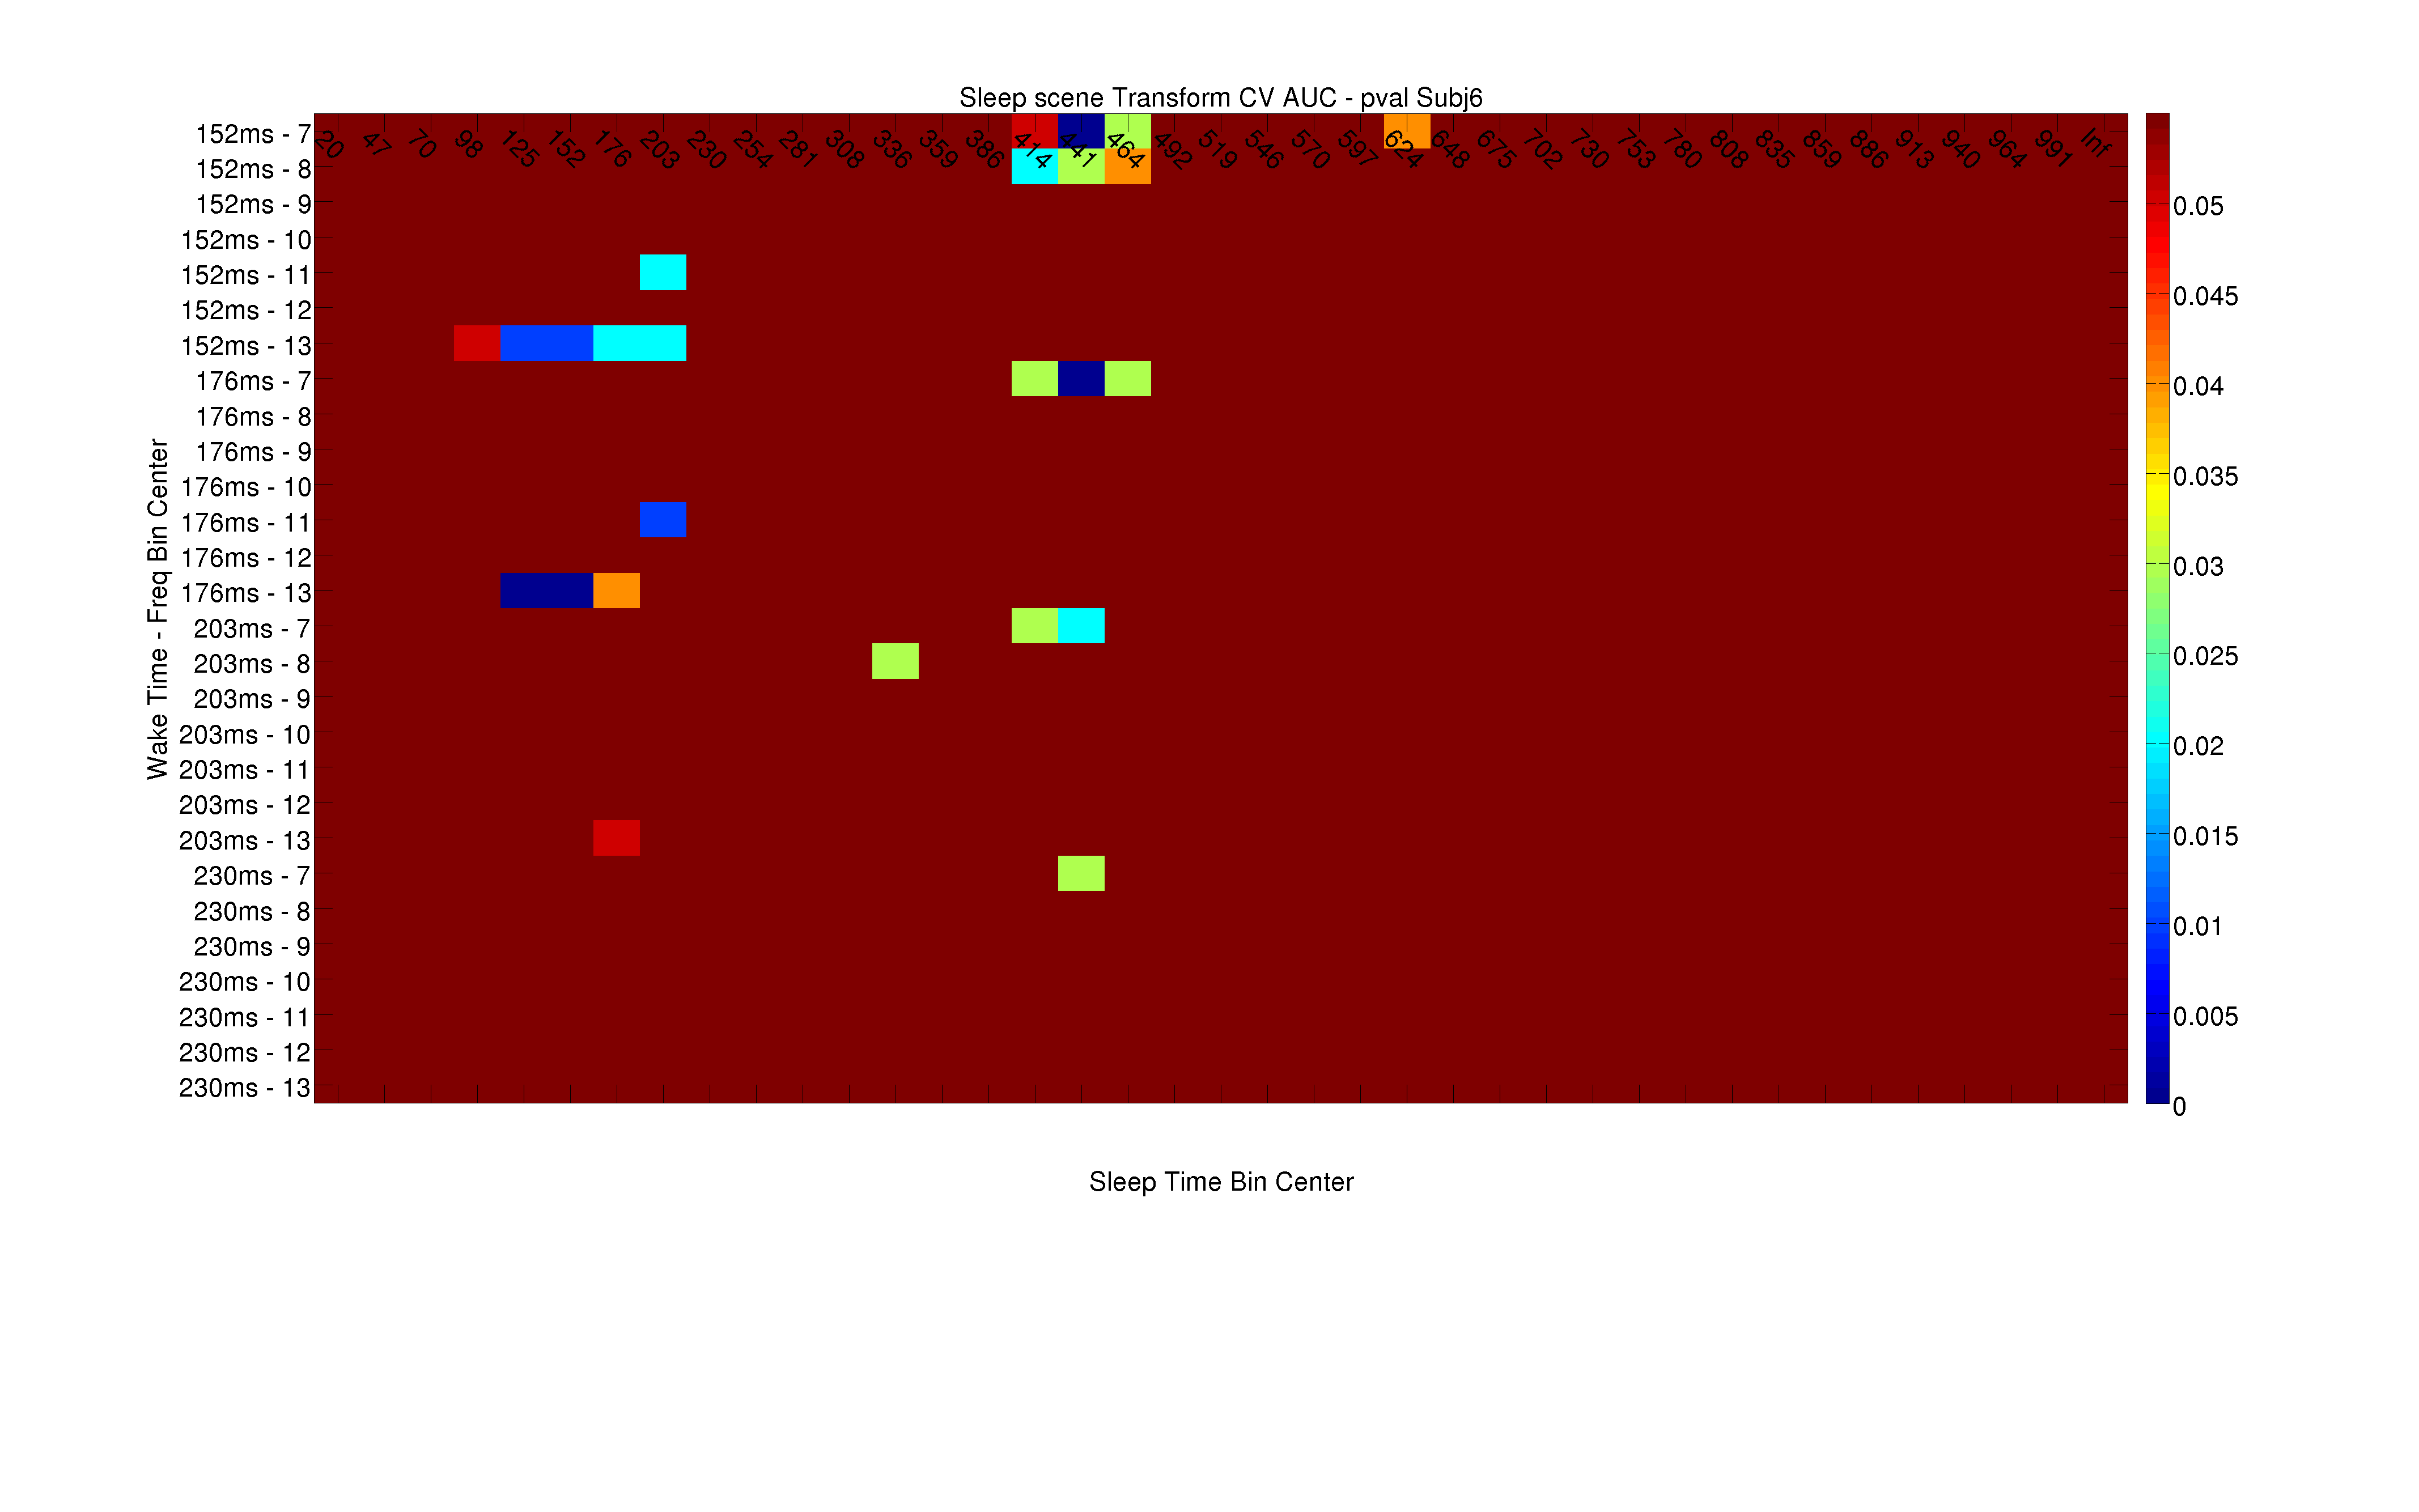 Sleep scene Transform CV AUC - pval Subj6
20 47 70 98 125 152 176 203 230 254 281 308 336 359 386 414 441 464 492 519 546 570 597 624 648 675 702 730 753 780 808 835 859 886 913 940 964 991 Inf
152ms - 7
152ms - 8
152ms - 9
152ms - 10
152ms - 11
152ms - 12
152ms - 13
176ms - 7
176ms - 8
176ms - 9
176ms - 10
176ms - 11
176ms - 12
176ms - 13
203ms - 7
203ms - 8
203ms - 9
203ms - 10
203ms - 11
203ms - 12
203ms - 13
230ms - 7
230ms - 8
230ms - 9
230ms - 10
230ms - 11
230ms - 12
230ms - 13
Wake Time - Freq Bin Center
0.05
0.045
0.04
0.035
0.03
0.025
0.02
0.015
0.01
0.005
0
Sleep Time Bin Center